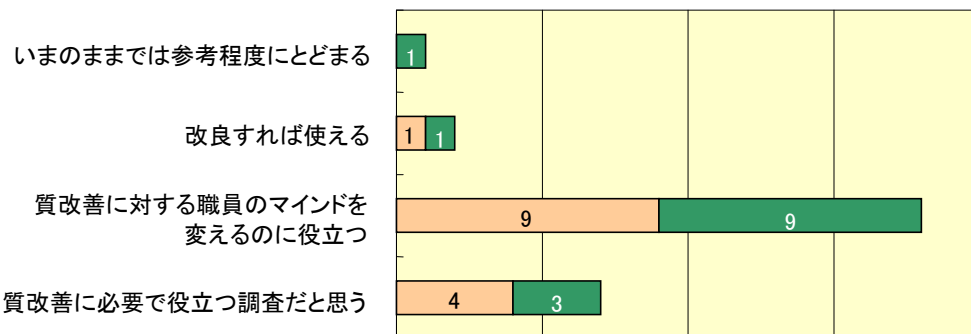 いまのままでは参考程度にとどまる
1
改良すれば使える
1 1
質改善に対する職員のマインドを
変えるのに役立つ
9 9
質改善に必要で役立つ調査だと思う
4 3